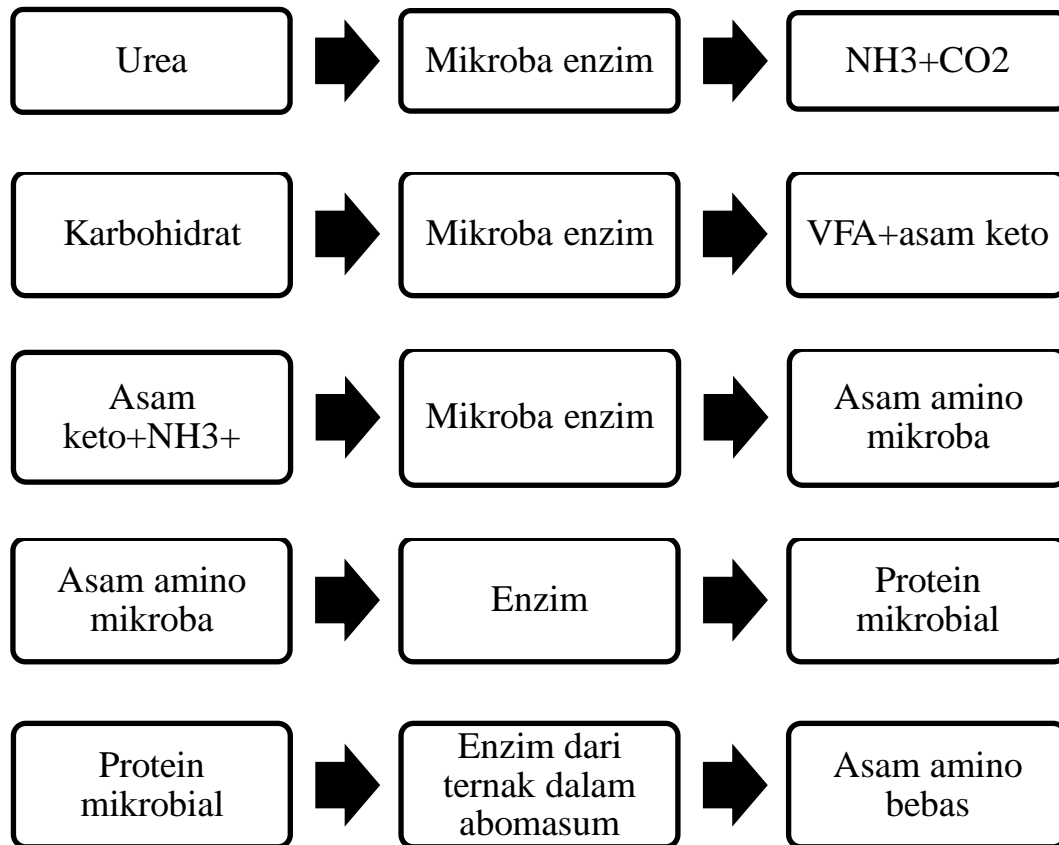 Urea
Mikroba enzim
NH3+CO2
Karbohidrat
Mikroba enzim
VFA+asam keto
Asam
keto+NH3+
Mikroba enzim
Asam amino
mikroba
Asam amino
mikroba
Enzim
Protein
mikrobial
Protein
mikrobial
Enzim dari
ternak dalam
abomasum
Asam amino
bebas